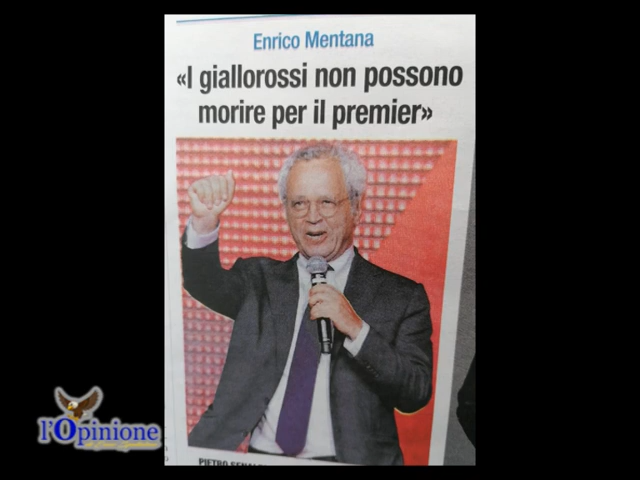 Enrico Mentana
«I giallorossi non possono
morire per il premier»
l'Opinione